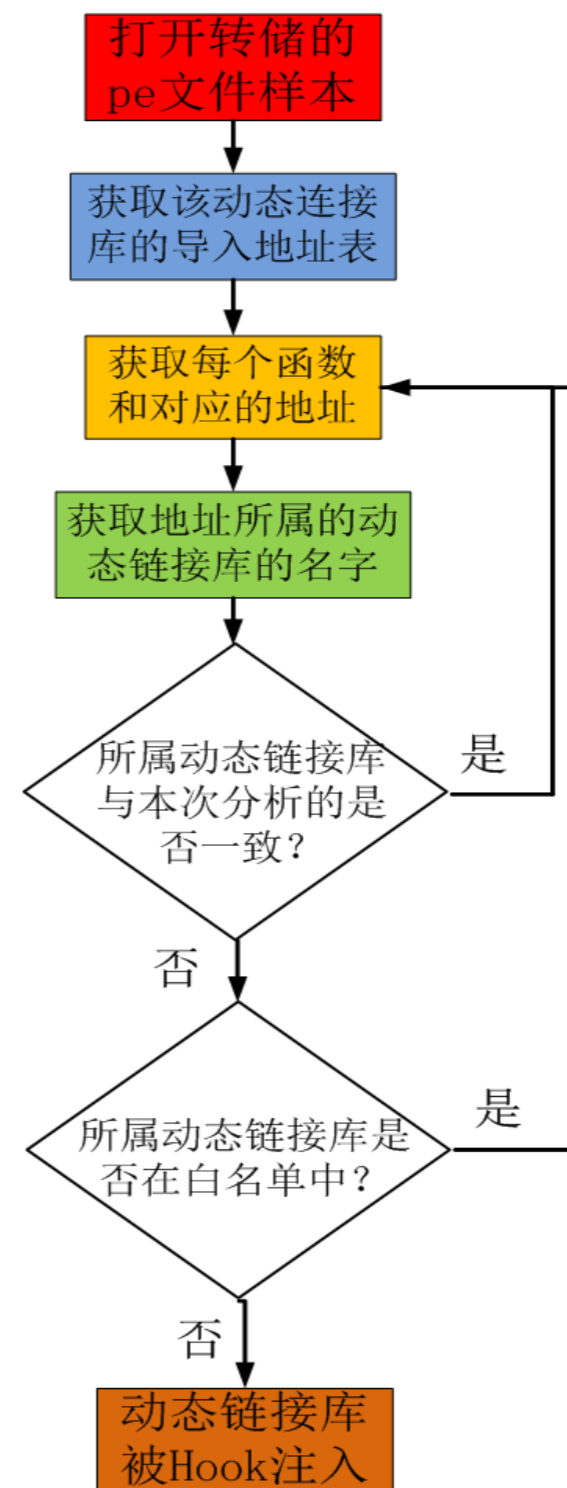 打开转储的
pe文件样本
获取该动态连接
库的导入地址表
获取每个函数
和对应的地址
获取地址所属的动
态链接库的名字
所属动态链接库
与本次分析的是
否一致？
是
否
所属动态链接库是
否在白名单中？
是
否
动态链接库
被Hook注入